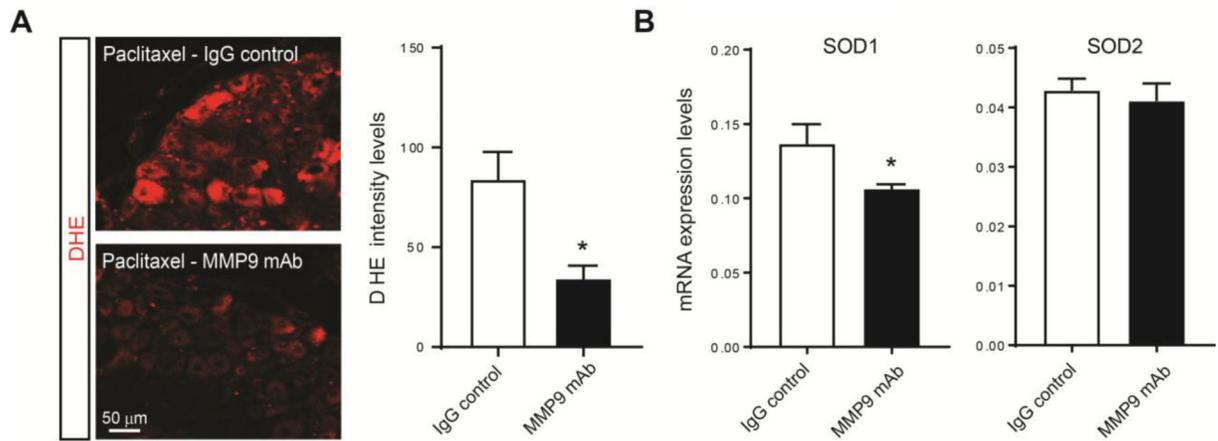 A
DHE
Paclitaxel - IgG control
Paclitaxel - MMP9 mAb
50 μm
DHE intensity levels
150
100
50
0
*
IgG control
MMP9 mAb
B
mRNA expression levels
SOD1
0.20
0.15
0.10
0.05
0.00
*
IgG control
MMP9 mAb
SOD2
0.05
0.04
0.03
0.02
0.01
0.00
IgG control
MMP9 mAb